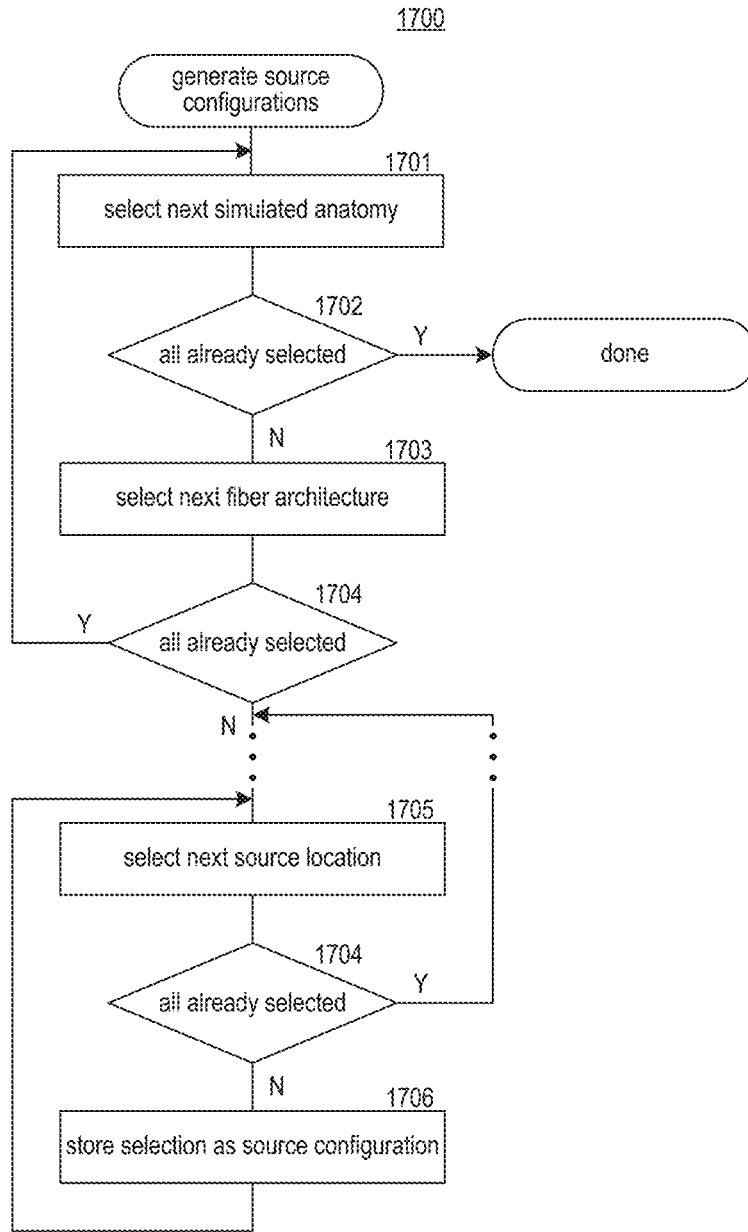 1700
generate source
configurations
1701
select next simulated anatomy
1702
all already selected
Y
done
N
1703
select next fiber architecture
1704
Y
all already selected
N
1705
select next source location
1704
all already selected
Y
N
1706
store selection as source configuration